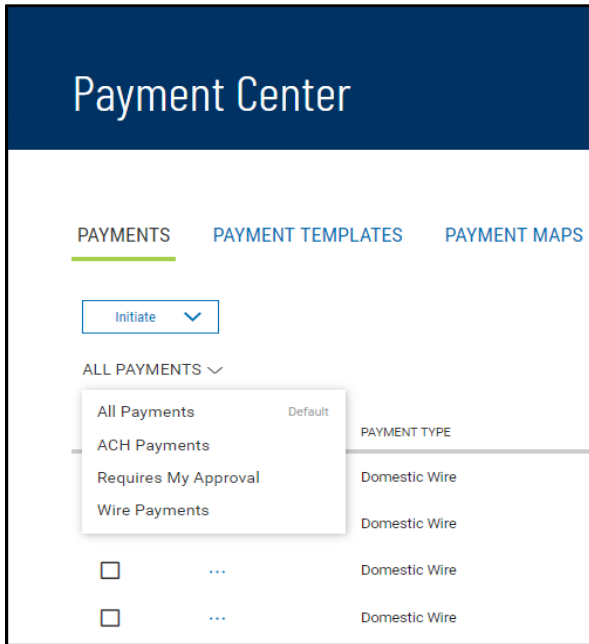 Payment Center
PAYMENTS PAYMENT TEMPLATES PAYMENT MAPS
Initiate
ALL PAYMENTS
All Payments Default
PAYMENT TYPE
ACH Payments
Requires My Approval Domestic Wire
Wire Payments
Domestic Wire
... Domestic Wire
... Domestic Wire